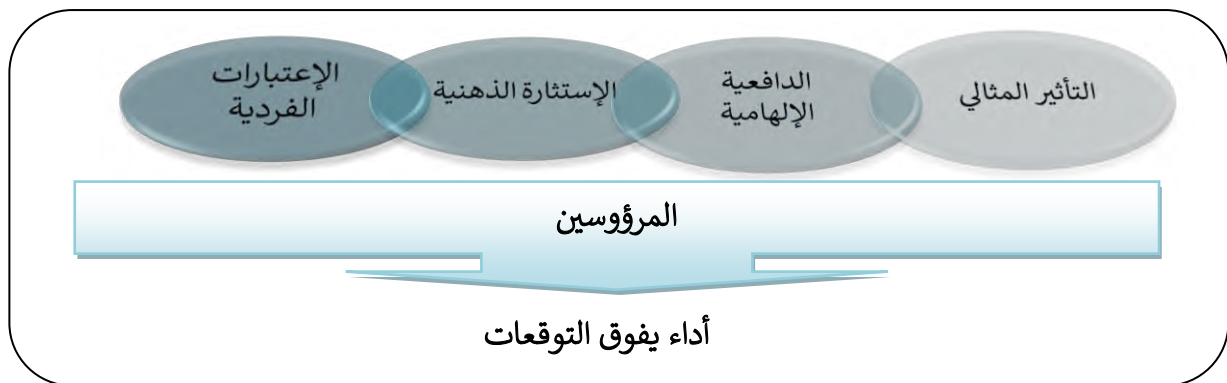 التأثير المثالي
الدافعية
الإلهامية
الإستثارة الذهنية
الإعتبارات
الفردية
المرؤوسين
أداء يفوق التوقعات